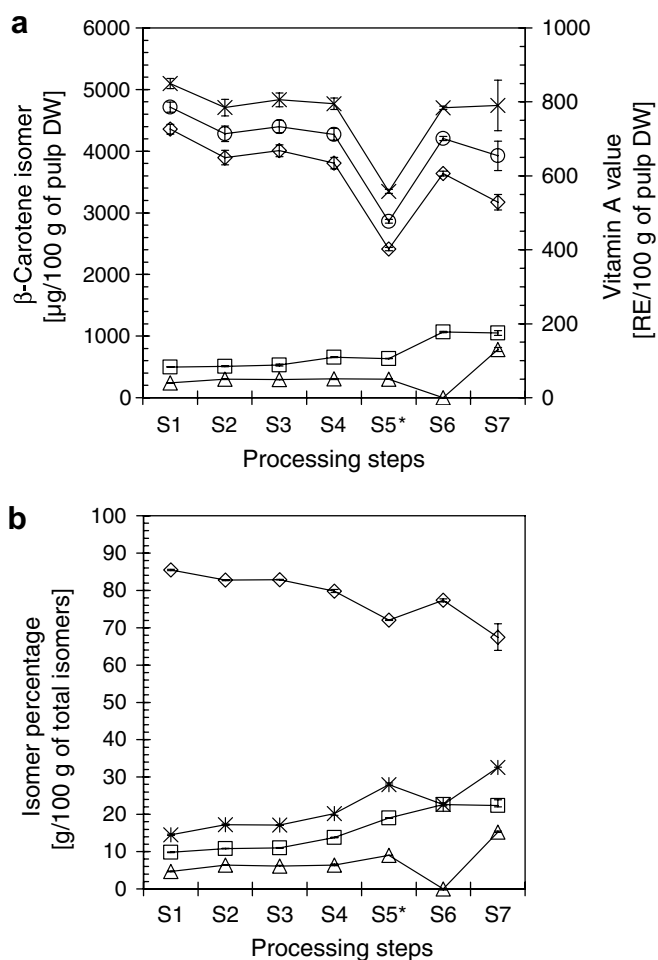 a
6000
5000
4000
3000
2000
1000
0
β-Carotene isomer
[µg/100 g of pulp DW]
1000
800
600
400
200
0
Vitamin A value
[RE/100 g of pulp DW]
S1 S2 S3 S4 S5* S6 S7
Processing steps
b
100
90
80
70
60
50
40
30
20
10
0
Isomer percentage
[g/100 g of total isomers]
S1 S2 S3 S4 S5* S6 S7
Processing steps